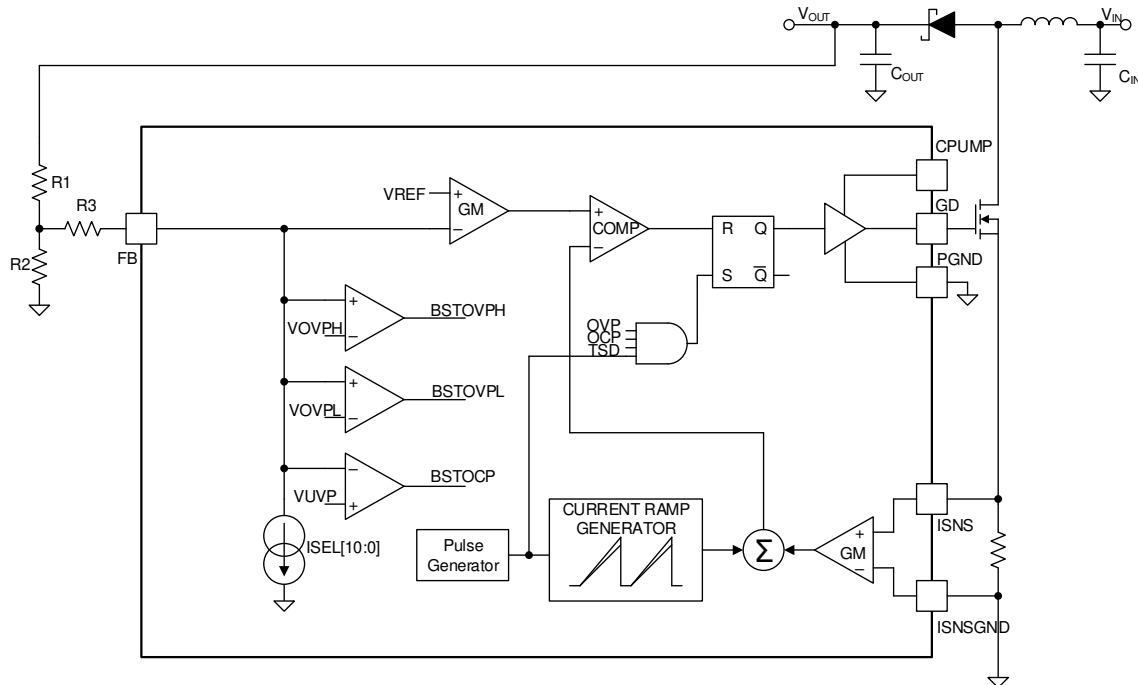 VOUT
VIN
COUT
CIN
CPUMP
R1
VREF
+
−
GM
+
−
COMP
R Q
S Q̅
GD
R3
FB
R2
PGND
+
−
VOVPH
BSTOVPH
OVP
OCP
TSD
+
−
VOVPL
BSTOVPL
−
+
VUVP
BSTOCP
ISEL[10:0]
Pulse
Generator
CURRENT RAMP
GENERATOR
Σ
+
−
GM
ISNS
ISNSGND